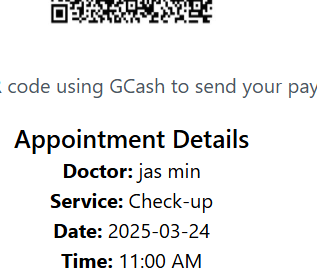 code using GCash to send your pay
Appointment Details
Doctor: jas min
Service: Check-up
Date: 2025-03-24
Time: 11:00 AM